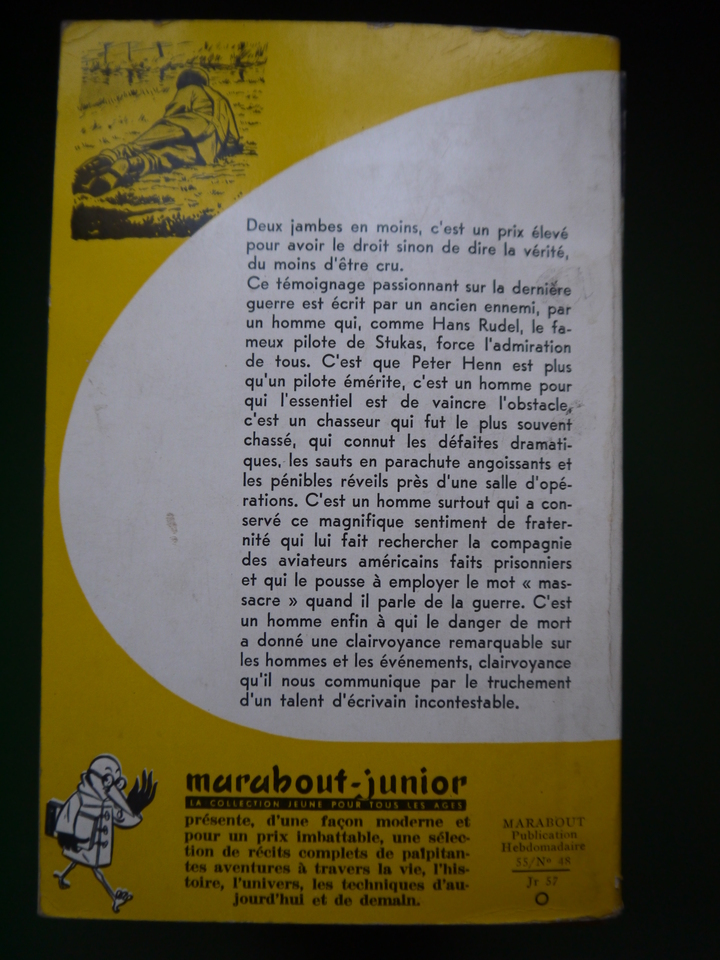 Deux jambes en moins, c'est un prix élevé
pour avoir le droit sinon de dire la vérité,
du moins d'être cru.
Ce témoignage passionnant sur la dernière
guerre est écrit par un ancien ennemi, par
un homme qui, comme Hans Rudel, le fa-
meux pilote de Stukas, force l'admiration
de tous. C'est que Peter Henn est plus
qu'un pilote émérite, c'est un homme pour
qui l'essentiel est de vaincre l'obstacle,
c'est un chasseur qui fut le plus souvent
chassé, qui connut les défaites dramati-
ques, les sauts en parachute angoissants et
les pénibles réveils près d'une salle d'opé-
rations. C'est un homme surtout qui a con-
servé ce magnifique sentiment de frater-
nité qui lui fait rechercher la compagnie
des aviateurs américains faits prisonniers
et qui le pousse à employer le mot « mas-
sacre » quand il parle de la guerre. C'est
un homme enfin à qui le danger de mort
a donné une clairvoyance remarquable sur
les hommes et les événements, clairvoyance
qu'il nous communique par le truchement
d'un talent d'écrivain incontestable.
marabout-junior
LA COLLECTION JEUNE POUR TOUS LES AGES
présente, d'une façon moderne et
pour un prix imbattable, une sélec-
tion de récits complets de palpitan-
tes aventures à travers la vie, l'his-
toire, l'univers, les techniques d'au-
jourd'hui et de demain.
MARABOUT
Publication
Hebdomadaire
55/N° 48
Jr 57